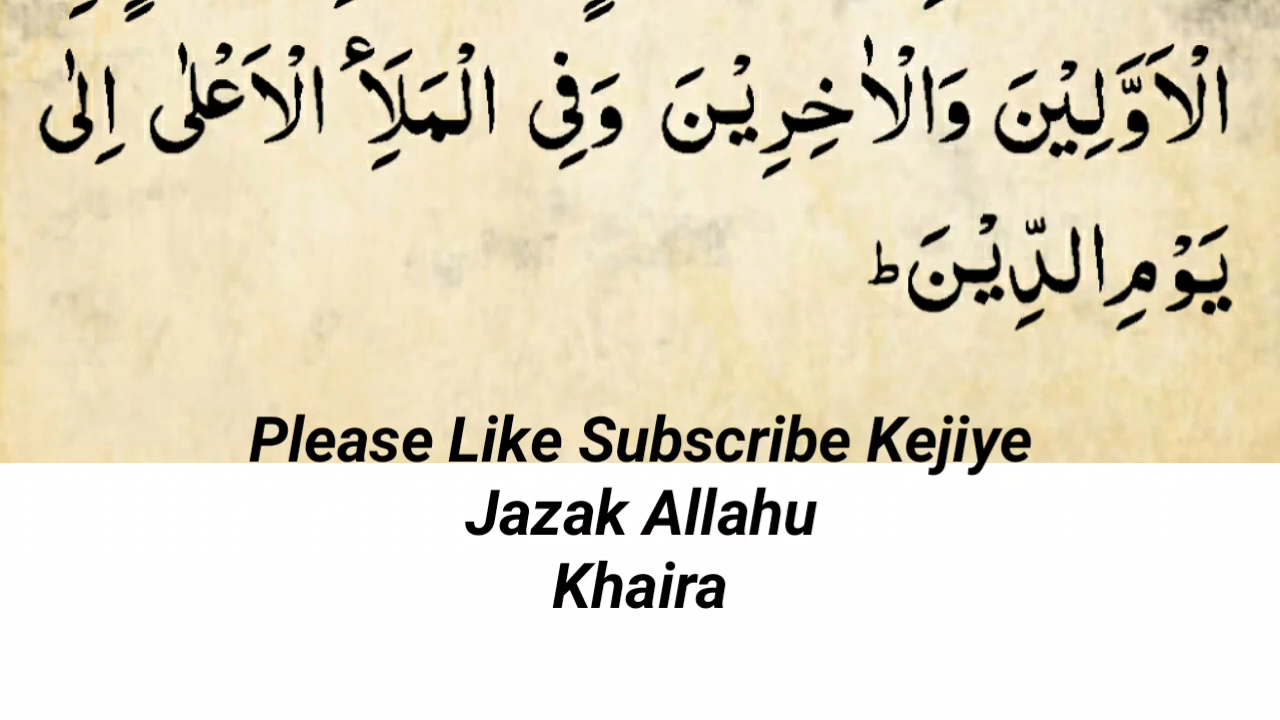 الْاَوَّلِيْنَ وَالْاٰخِرِيْنَ وَفِى الْمَلَاِٴ الْاَعْلٰى اِلٰى
يَوْمِ الدِّيْنَ ط
Please Like Subscribe Kejiye
Jazak Allahu
Khaira